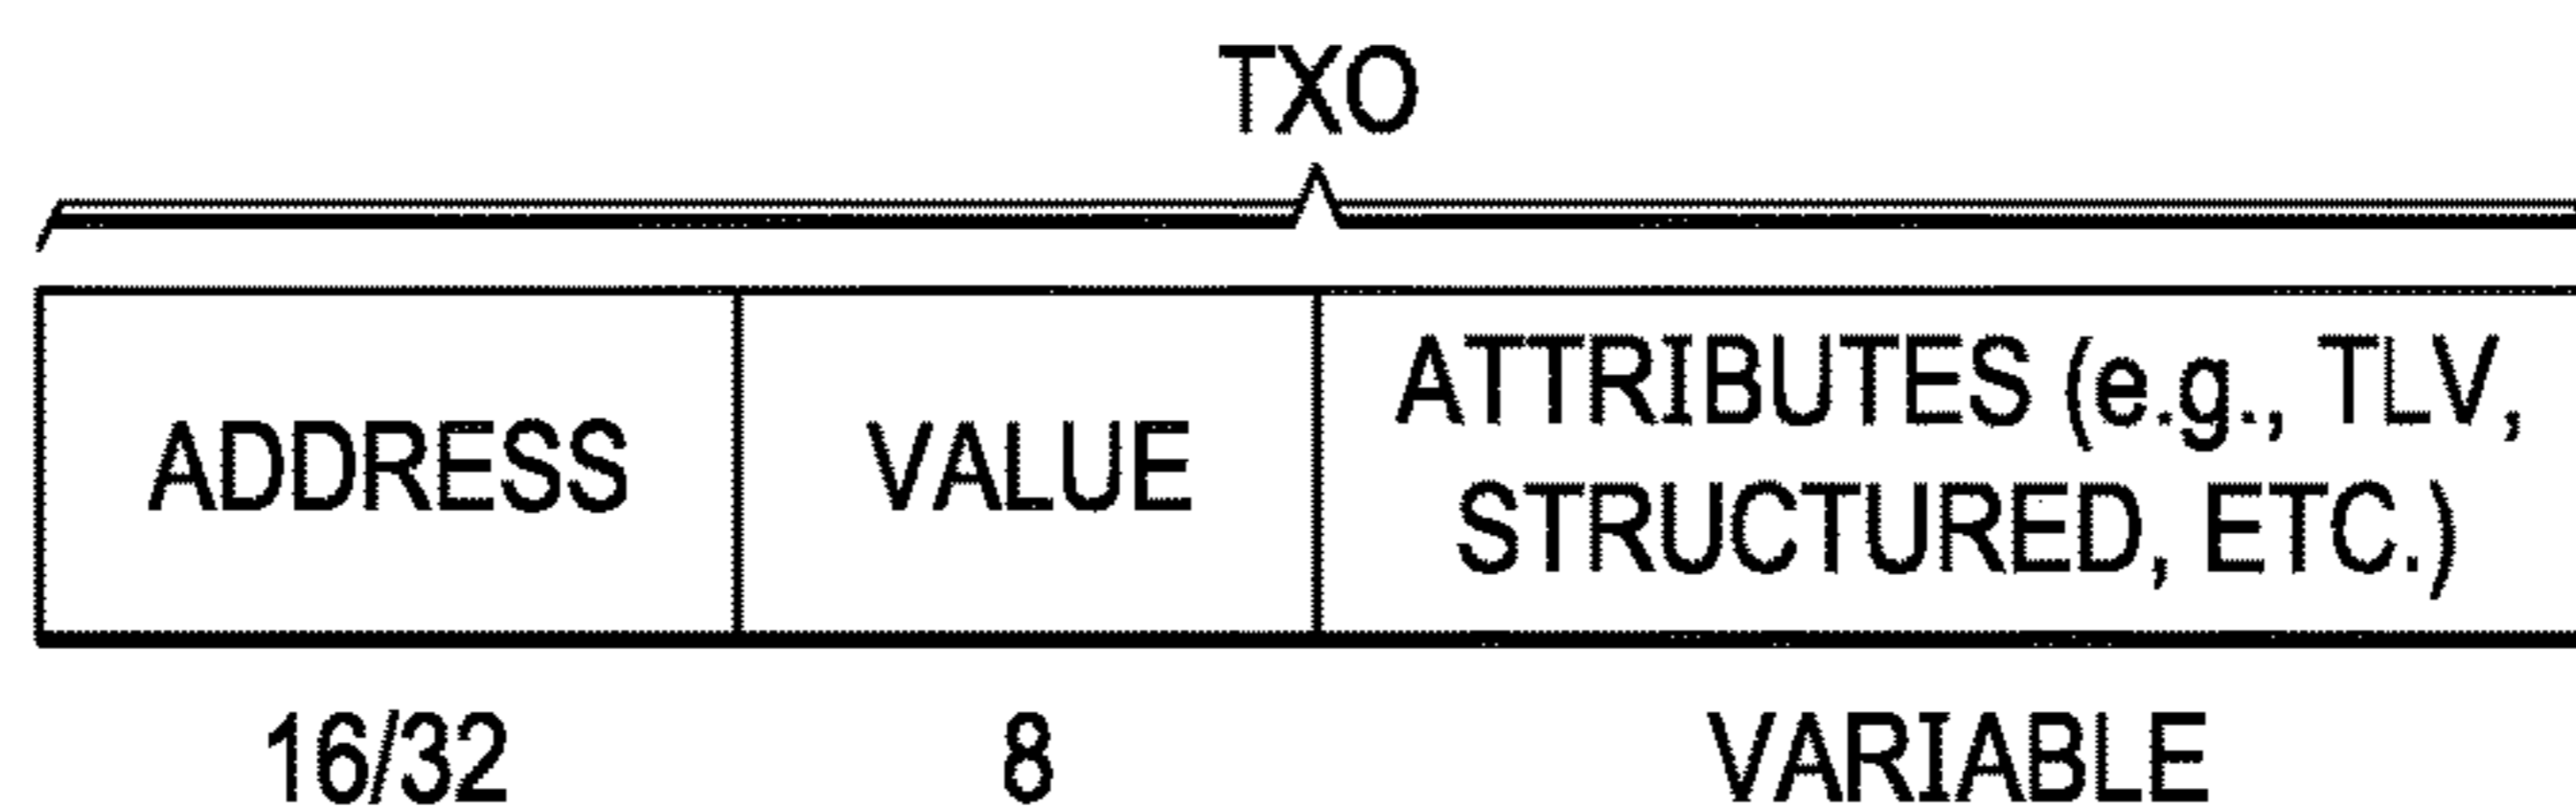 TXO
ADDRESS
VALUE
ATTRIBUTES (e.g., TLV,
STRUCTURED, ETC.)
16/32
8
VARIABLE